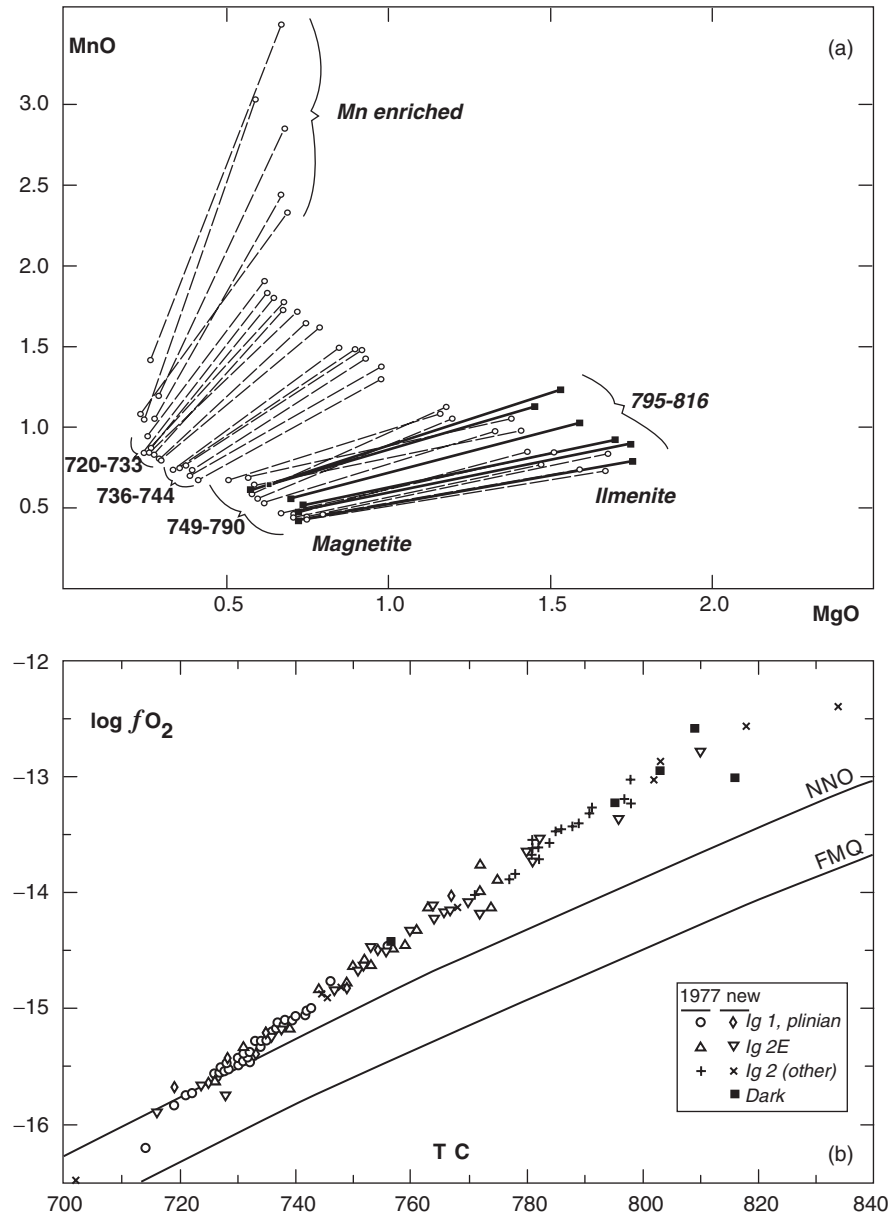 MnO
(a)
3.0
Mn enriched
2.5
2.0
1.5
795-816
1.0
720-733
736-744
Ilmenite
749-790
0.5
Magnetite
0.5 1.0 1.5 2.0
MgO
−12
log fO2
−13
NNO
FMQ
−14
1977 new
−15
Ig 1, plinian
Ig 2E
Ig 2 (other)
−16
Dark
T C
(b)
700 720 740 760 780 800 820 840